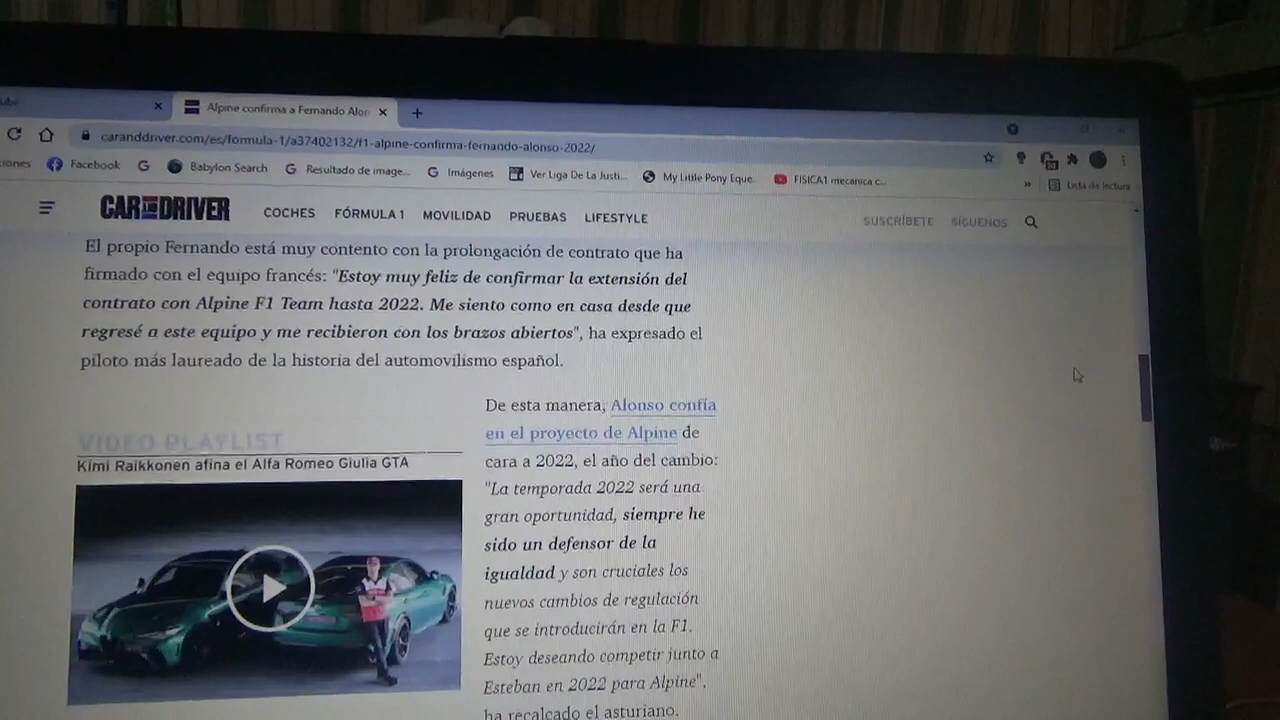 Alpine confirma a Fernando Alon
caranddriver.com/es/formula-1/a37402132/f1-alpine-confirma-fernando-alonso-2022/
Facebook
Babylon Search
Resultado de image...
Imágenes
Ver Liga De La Justi...
My Little Pony Eque...
FISICA1 mecanica c...
»
Lista de lectura
CAR AND DRIVER
COCHES FÓRMULA 1 MOVILIDAD PRUEBAS LIFESTYLE
SUSCRÍBETE SÍGUENOS
El propio Fernando está muy contento con la prolongación de contrato que ha
firmado con el equipo francés: "Estoy muy feliz de confirmar la extensión del
contrato con Alpine F1 Team hasta 2022. Me siento como en casa desde que
regresé a este equipo y me recibieron con los brazos abiertos", ha expresado el
piloto más laureado de la historia del automovilismo español.
VIDEO PLAYLIST
Kimi Raikkonen afina el Alfa Romeo Giulia GTA
De esta manera, Alonso confía
en el proyecto de Alpine de
cara a 2022, el año del cambio:
"La temporada 2022 será una
gran oportunidad, siempre he
sido un defensor de la
igualdad y son cruciales los
nuevos cambios de regulación
que se introducirán en la F1.
Estoy deseando competir junto a
Esteban en 2022 para Alpine",
ha recalcado el asturiano.